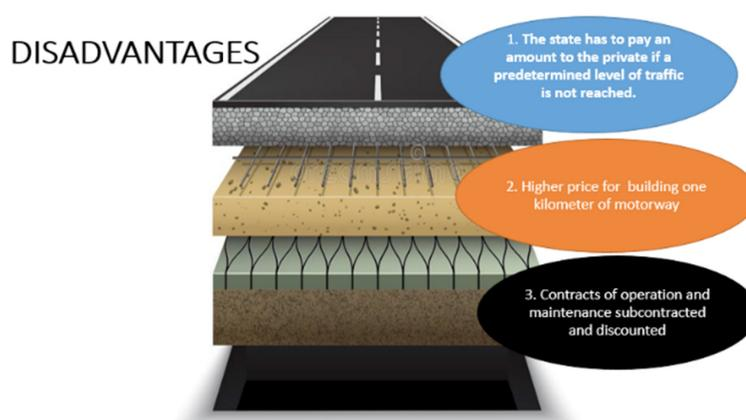 DISADVANTAGES
1. The state has to pay an
amount to the private if a
predetermined level of traffic
is not reached.
2. Higher price for building one
kilometer of motorway
3. Contracts of operation and
maintenance subcontracted
and discounted